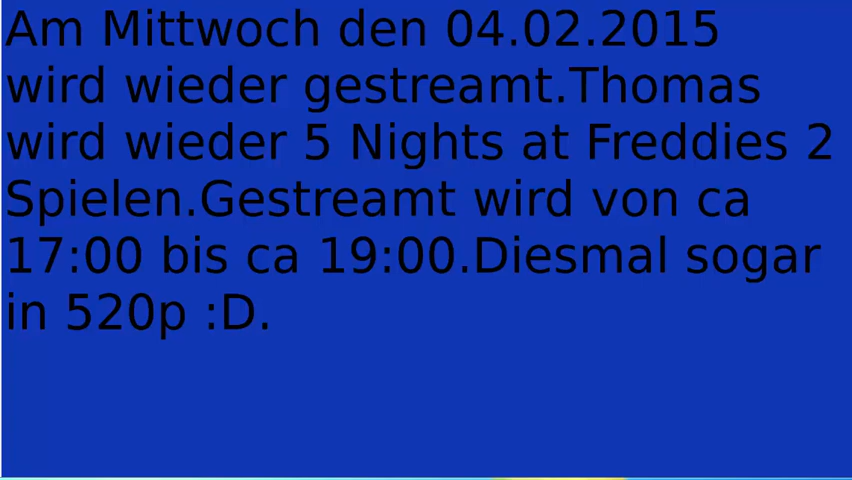 Am Mittwoch den 04.02.2015
wird wieder gestreamt.Thomas
wird wieder 5 Nights at Freddies 2
Spielen.Gestreamt wird von ca
17:00 bis ca 19:00.Diesmal sogar
in 520p :D.